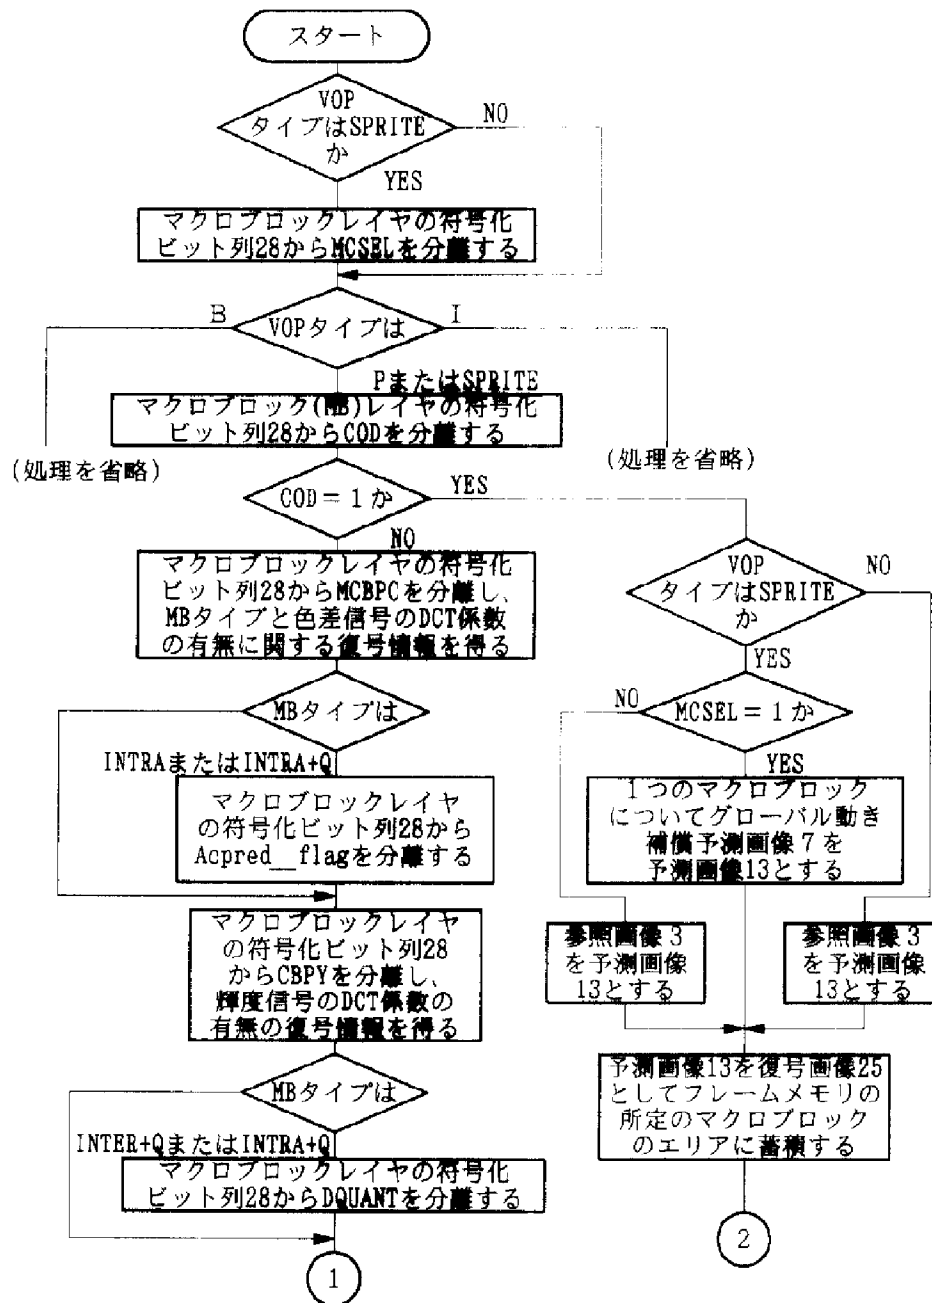 スタート
VOP
タイプはSPRITE
か
NO
YES
マクロブロックレイヤの符号化
ビット列28からMCSELを分離する
B
VOPタイプは
I
PまたはSPRITE
マクロブロック(MB)レイヤの符号化
ビット列28からCODを分離する
(処理を省略)
(処理を省略)
COD = 1 か
YES
NO
マクロブロックレイヤの符号化
ビット列28からMCBPCを分離し、
MBタイプと色差信号のDCT係数
の有無に関する復号情報を得る
MBタイプは
INTRAまたはINTRA+Q
マクロブロックレイヤ
の符号化ビット列28から
Acpred__flagを分離する
マクロブロックレイヤ
の符号化ビット列28
からCBPYを分離し、
輝度信号のDCT係数の
有無の復号情報を得る
MBタイプは
INTER+QまたはINTRA+Q
マクロブロックレイヤの符号化
ビット列28からDQUANTを分離する
1
VOP
タイプはSPRITE
か
NO
YES
NO
MCSEL = 1 か
YES
1つのマクロブロック
についてグローバル動き
補償予測画像 7 を
予測画像13とする
参照画像 3
を予測画像
13とする
参照画像 3
を予測画像
13とする
予測画像13を復号画像25
としてフレームメモリの
所定のマクロブロック
のエリアに蓄積する
2